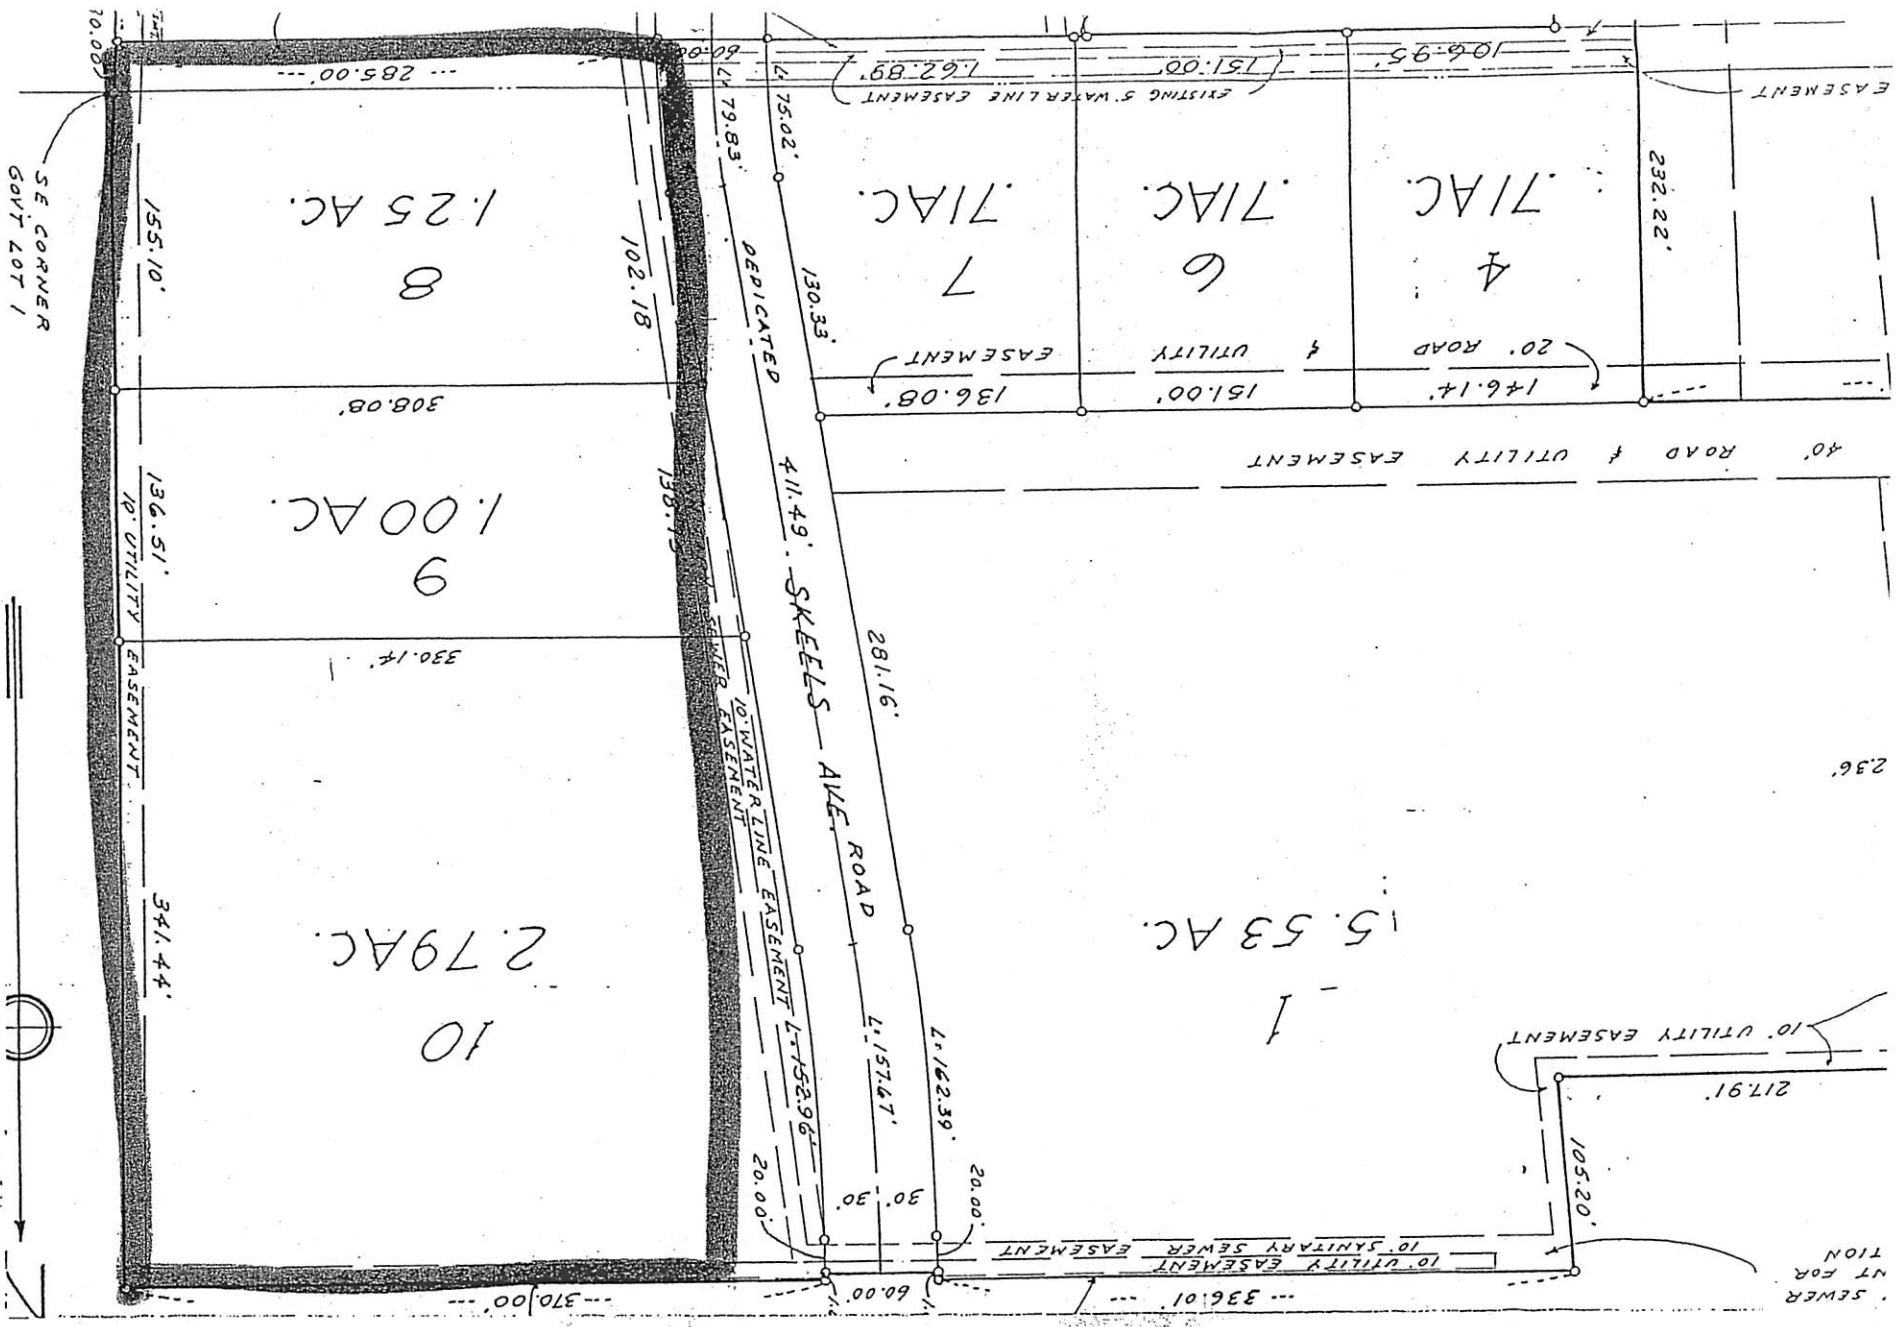 SEWER
NT FOR
TION
--- 336.01' ---
60.00'
--- 370.00' ---
10' UTILITY EASEMENT
10' SANITARY SEWER EASEMENT
30' 30'
20.00'
20.00'
105.20'
217.91'
10' UTILITY EASEMENT
L=162.39'
L=157.67'
L=152.96'
1
5.53 AC.
10
2.79 AC.
341.44'
236'
DEDICATED 411.49' SKEELS AVE. ROAD
281.16'
10' WATER LINE EASEMENT
SEWER EASEMENT
330.14'
9
1.00 AC.
136.51'
10' UTILITY EASEMENT
40' ROAD & UTILITY EASEMENT
308.08'
146.14'
151.00'
136.08'
20' ROAD & UTILITY EASEMENT
130.33'
102.18
4
.71 AC.
6
.71 AC.
7
.71 AC.
8
1.25 AC.
232.22'
155.10'
SE CORNER
GOVT LOT 1
L= 75.02'
L= 79.83'
EASEMENT
EXISTING 5' WATER LINE EASEMENT
106.95'
151.00'
162.89'
60.00'
--- 285.00' ---